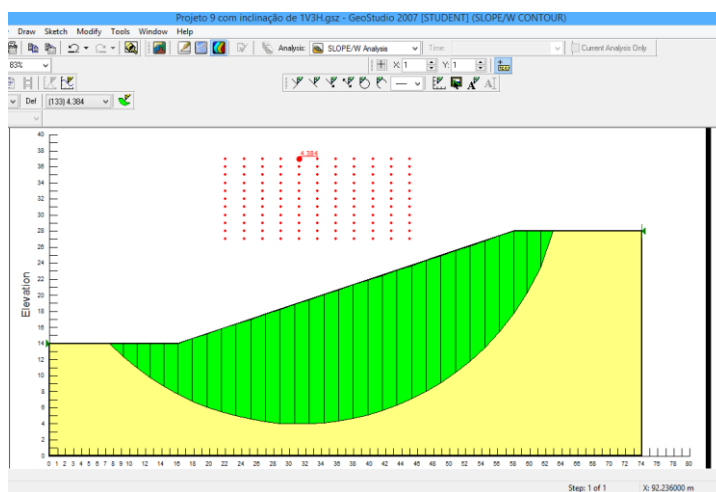 Projeto 9 com inclinação de 1V3H.gsz - GeoStudio 2007 [STUDENT] (SLOPE/W CONTOUR)
Draw Sketch Modify Tools Window Help
Analysis: SLOPE/W Analysis Time: Current Analysis Only
83% X: 1 Y: 1
Def (133) 4.384
40
38
36
34
32
30
28
26
24
22
20
18
16
14
12
10
8
6
4
2
0
Elevation
4.384
0 1 2 3 4 5 6 7 8 9 10 12 14 16 18 20 22 24 26 28 30 32 34 36 38 40 42 44 46 48 50 52 54 56 58 60 62 64 66 68 70 72 74 76 78 80
Step: 1 of 1 X: 92.236000 m